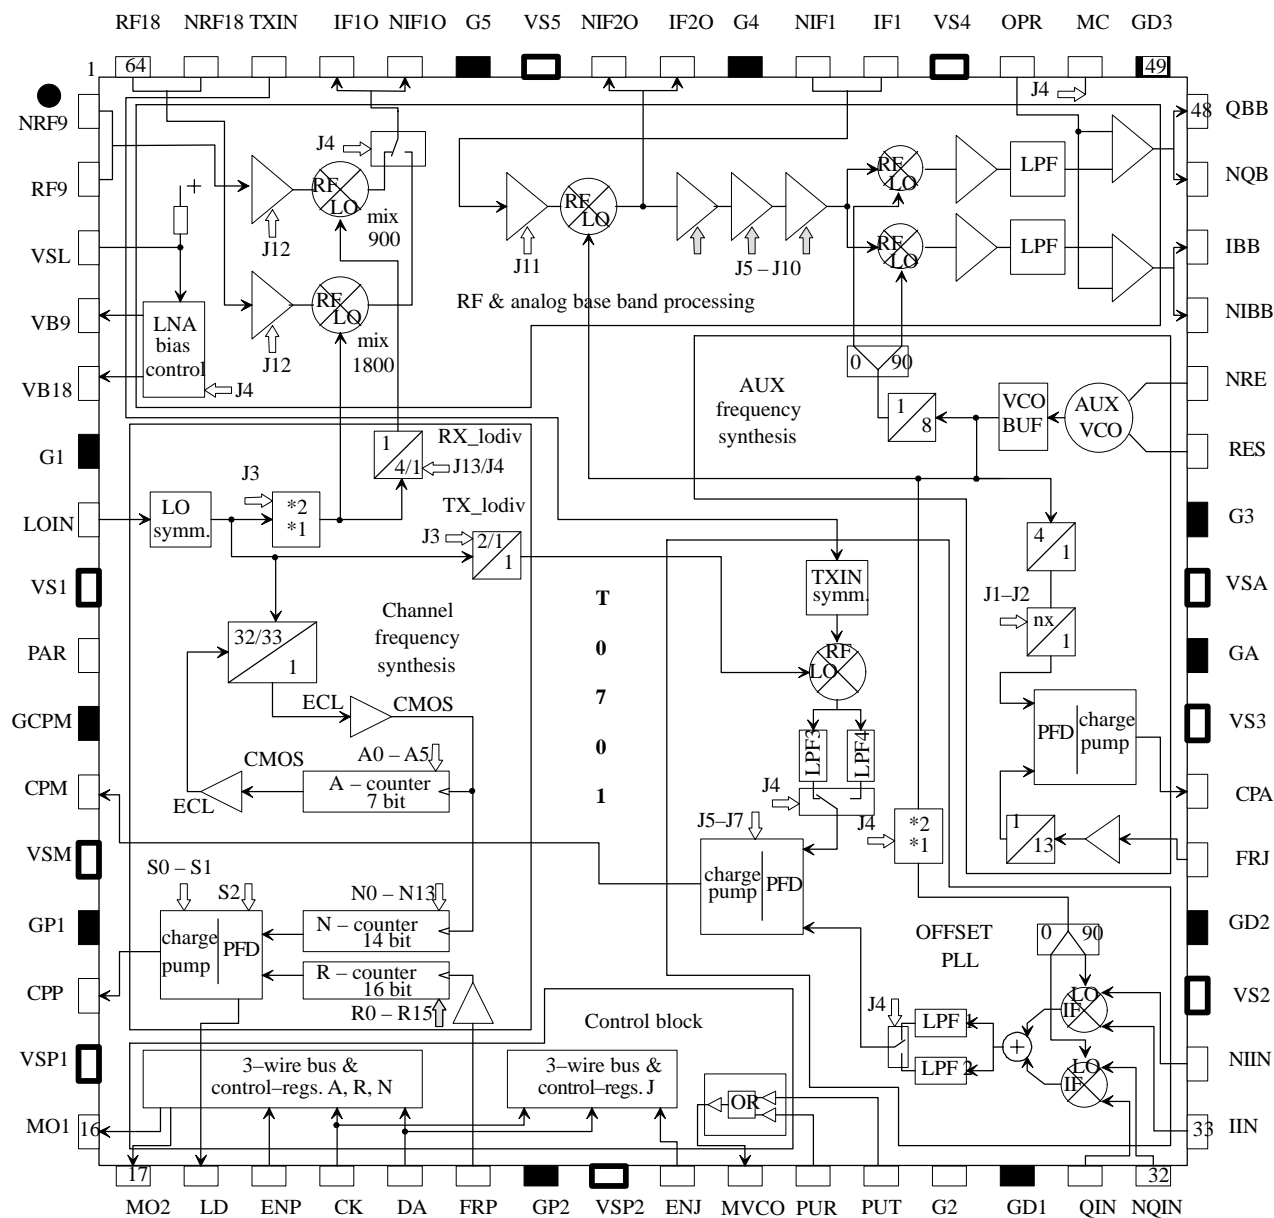 RF18 NRF18 TXIN IF1O NIF1O G5 VS5 NIF2O IF2O G4 NIF1 IF1 VS4 OPR MC GD3
1 64 49
NRF9
RF9
VSL
VB9
VB18
G1
LOIN
VS1
PAR
GCPM
CPM
VSM
GP1
CPP
VSP1
MO1 16
48 QBB
NQB
IBB
NIBB
NRE
RES
G3
VSA
GA
VS3
CPA
FRJ
GD2
VS2
NIIN
33 IIN
J4
J4
+
RF
LO
mix
900
J12
RF
LO
mix
1800
J12
LNA
bias
control
J4
J11
RF
LO
J5 – J10
RF
LO
RF
LO
LPF
LPF
RF & analog base band processing
0 90
1
8
AUX
frequency
synthesis
VCO
BUF
AUX
VCO
1
4/1
RX_lodiv
J13/J4
TX_lodiv
J3
2/1
1
LO
symm.
J3
*2
*1
32/33
1
Channel
frequency
synthesis
ECL CMOS
CMOS
ECL
A0 – A5
A – counter
7 bit
S0 – S1
S2
N0 – N13
charge
pump
PFD
N – counter
14 bit
R – counter
16 bit
R0 – R15
T
0
7
0
1
TXIN
symm.
RF
LO
LPF3
LPF4
J4
J5–J7
charge
pump
PFD
J4
*2
*1
4
1
J1–J2
nx
1
PFD
charge
pump
1
13
0 90
OFFSET
PLL
J4
LPF 1
LPF 2
+
LO
IF
LO
IF
Control block
3–wire bus &
control–regs. A, R, N
3–wire bus &
control–regs. J
OR
17 32
MO2 LD ENP CK DA FRP GP2 VSP2 ENJ MVCO PUR PUT G2 GD1 QIN NQIN